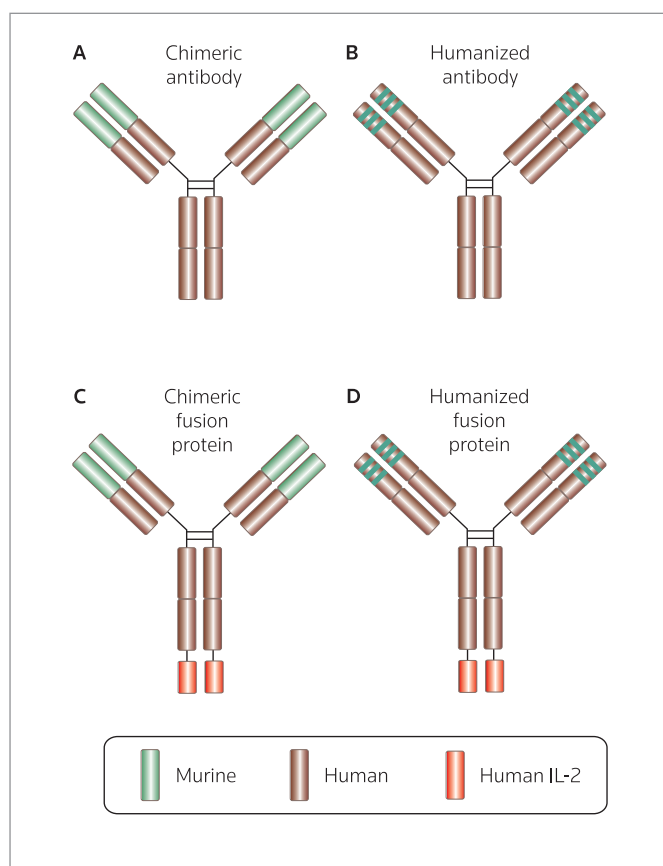 A
Chimeric
antibody
B
Humanized
antibody
C
Chimeric
fusion
protein
D
Humanized
fusion
protein
Murine
Human
Human IL-2